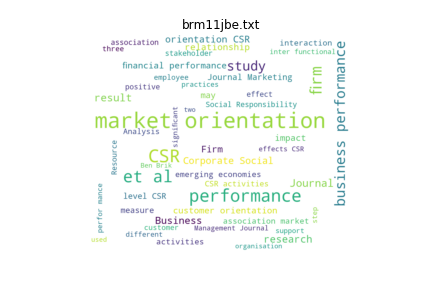 brm11jbe.txt
association
orientation CSR
interaction
three
relationship
stakeholder
inter functional
financial performance
study
employee
Journal Marketing
firm
positive
practices
effect
result
may
Social Responsibility
business performance
market orientation
significant
two
Analysis
impact
Resource
Firm
effects CSR
CSR
Corporate Social
Ben Brik
et al
emerging economies
CSR activities
Journal
level CSR
performance
perfor mance
measure
customer orientation
step
Business
association market
customer
Management Journal
support
used
different
activities
research
organisation